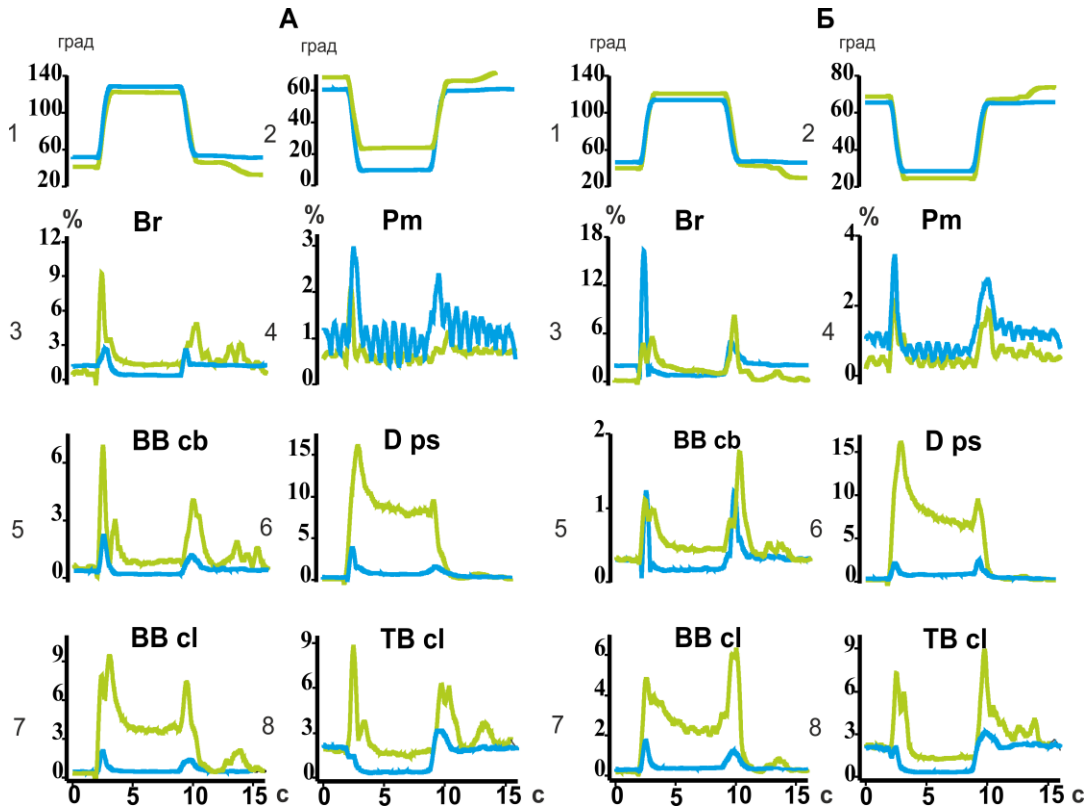 А Б
град град град град
140 60 140 80
100 40 100 60
60 20 60 40
20 0 20 20
1 2 1 2
% Br % Pm % Br % Pm
12 3 18 4
9 2 12 2
6 1 6 0
3 0 0
0
3 4 3 4
BB cb D ps BB cb D ps
6 15 2 15
3 10 1 10
0 5 0 5
0 0
5 6 5 6
BB cl TB cl BB cl TB cl
9 9 6 9
6 6 4 6
3 3 2 3
0 0 0 0
7 8 7 8
0 5 10 15 с 0 5 10 15 0 5 10 15 с 0 5 10 15 с